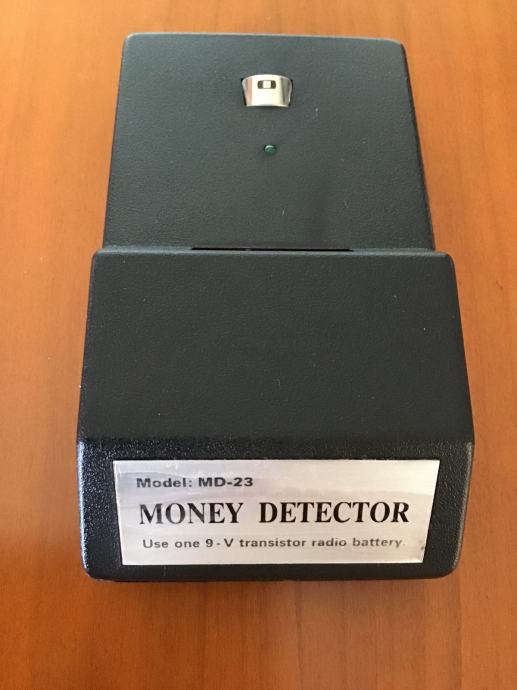 Model: MD-23
MONEY DETECTOR
Use one 9-V transistor radio battery.